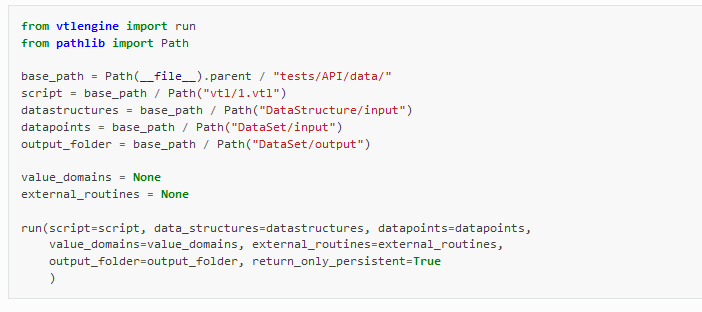 from vtlengine import run
from pathlib import Path

base_path = Path(__file__).parent / "tests/API/data/"
script = base_path / Path("vtl/1.vtl")
datastructures = base_path / Path("DataStructure/input")
datapoints = base_path / Path("DataSet/input")
output_folder = base_path / Path("DataSet/output")

value_domains = None
external_routines = None

run(script=script, data_structures=datastructures, datapoints=datapoints,
    value_domains=value_domains, external_routines=external_routines,
    output_folder=output_folder, return_only_persistent=True
    )